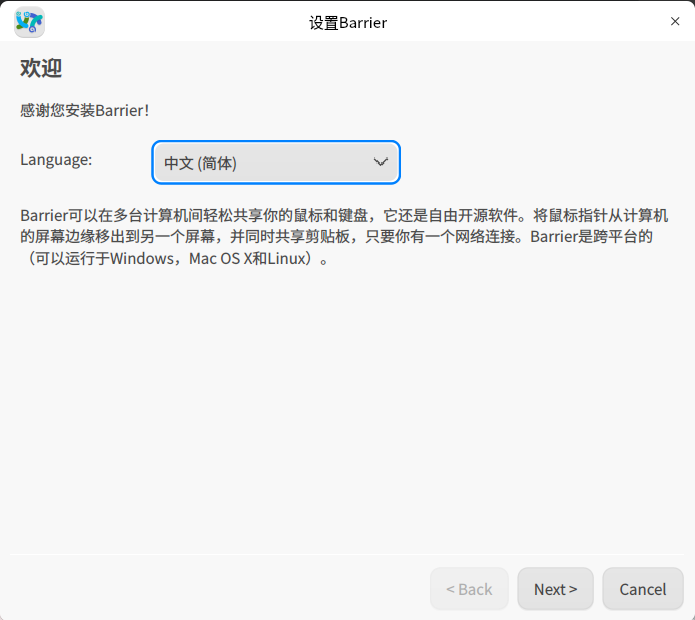 设置Barrier
欢迎
感谢您安装Barrier!
Language:
中文 (简体)
Barrier可以在多台计算机间轻松共享你的鼠标和键盘，它还是自由开源软件。将鼠标指针从计算机
的屏幕边缘移出到另一个屏幕，并同时共享剪贴板，只要你有一个网络连接。Barrier是跨平台的
（可以运行于Windows，Mac OS X和Linux）。
< Back
Next >
Cancel